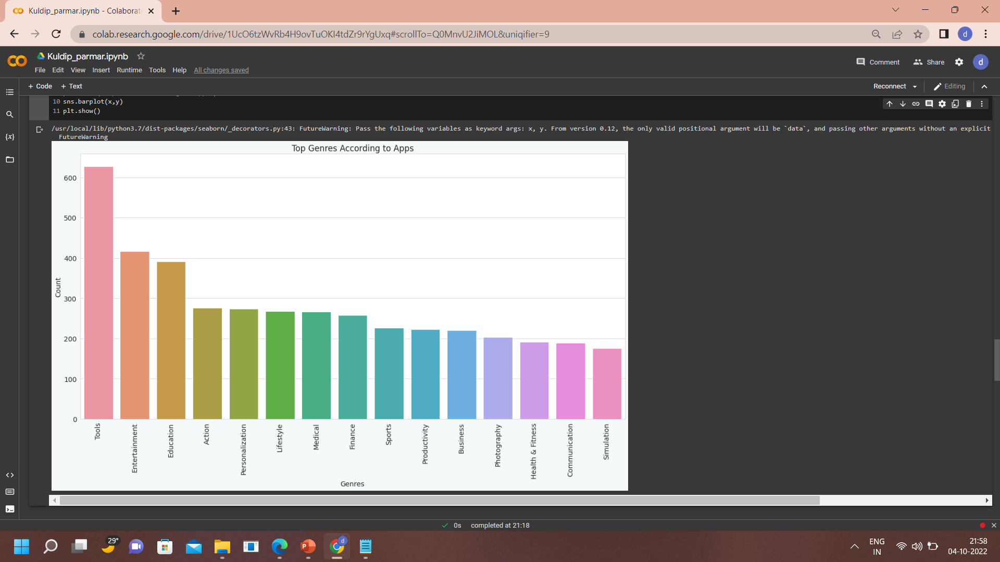 Kuldip_parmar.ipynb - Colaborat
colab.research.google.com/drive/1UcO6tzWvRb4H9ovTuOKI4tdZr9rYgUxq#scrollTo=Q0MnvU2JiMOL&uniqifier=9
d
Kuldip_parmar.ipynb
File Edit View Insert Runtime Tools Help All changes saved
Comment Share d
+ Code + Text
Reconnect Editing
10 sns.barplot(x,y)
11 plt.show()
/usr/local/lib/python3.7/dist-packages/seaborn/_decorators.py:43: FutureWarning: Pass the following variables as keyword args: x, y. From version 0.12, the only valid positional argument will be `data`, and passing other arguments without an explicit
FutureWarning
Top Genres According to Apps
600
500
400
300
200
100
0
Count
Tools
Entertainment
Education
Action
Personalization
Lifestyle
Medical
Finance
Sports
Productivity
Business
Photography
Health & Fitness
Communication
Simulation
Genres
0s completed at 21:18
29°
d
ENG
IN
21:58
04-10-2022